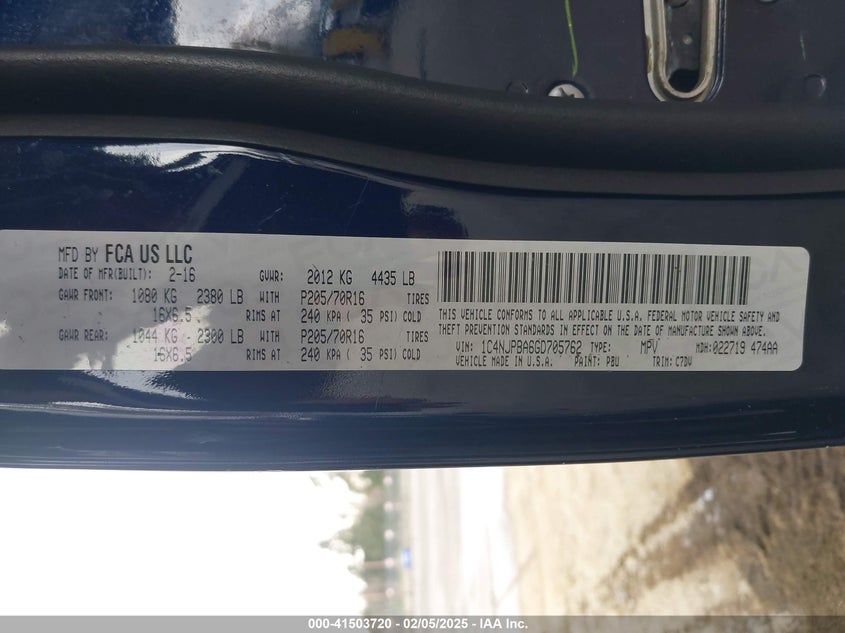 MFD BY FCA US LLC
DATE OF MFR(BUILT): 2-16 GVWR: 2012 KG 4435 LB
GAWR FRONT: 1080 KG 2380 LB WITH P205/70R16 TIRES
16X6.5 RIMS AT 240 KPA ( 35 PSI) COLD
GAWR REAR: 1044 KG 2300 LB WITH P205/70R16 TIRES
16X6.5 RIMS AT 240 KPA ( 35 PSI) COLD
THIS VEHICLE CONFORMS TO ALL APPLICABLE U.S.A. FEDERAL MOTOR VEHICLE SAFETY AND
THEFT PREVENTION STANDARDS IN EFFECT ON THE DATE OF MANUFACTURE SHOWN ABOVE.
VIN: 1C4NJPBA6GD705762 TYPE: MPV MDH: 022719 474AA
VEHICLE MADE IN U.S.A. PAINT: PBU TRIM: C7DV
000-41503720 - 02/05/2025 - IAA Inc.